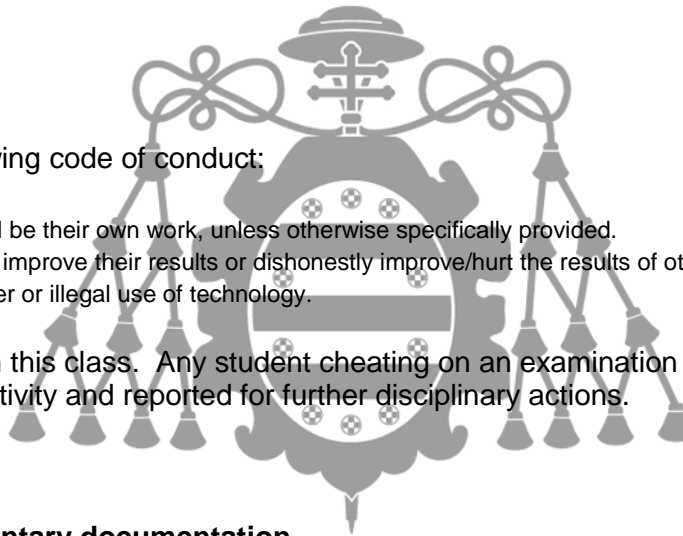 ing code of conduct:
be their own work, unless otherwise specifically provided.
improve their results or dishonestly improve/hurt the results of
er or illegal use of technology.
this class. Any student cheating on an examination
tivity and reported for further disciplinary actions.
ntary documentation